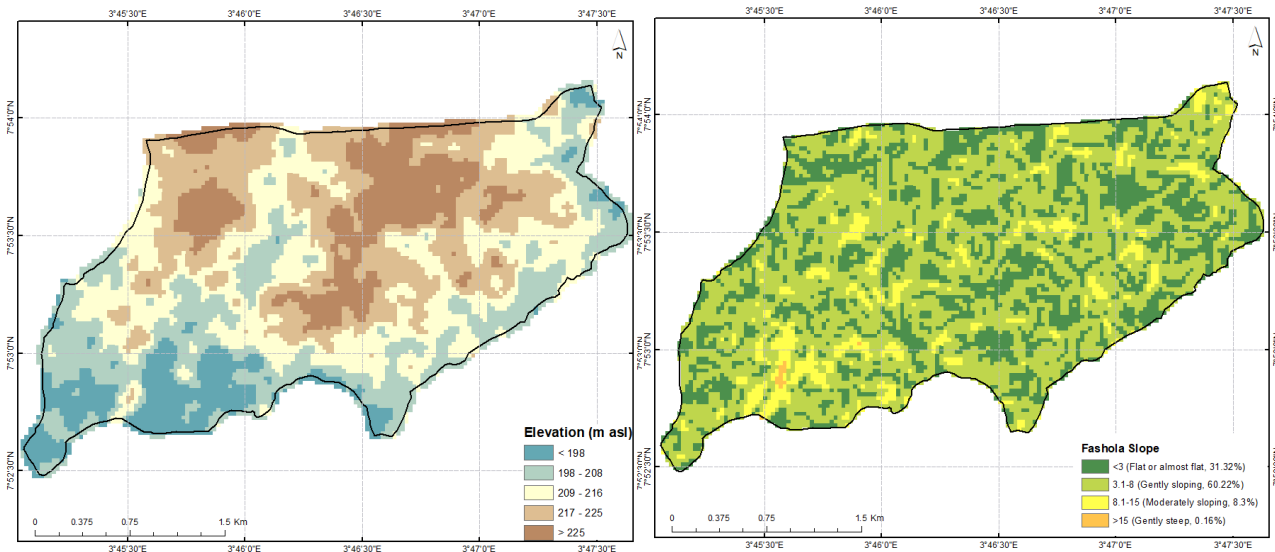 3°45'30"E 3°46'0"E 3°46'30"E 3°47'0"E 3°47'30"E
N
7°54'0"N
7°53'30"N
7°53'0"N
7°52'30"N
7°54'0"N
7°53'30"N
7°53'0"N
7°52'30"N
Elevation (m asl)
< 198
198 - 208
209 - 216
217 - 225
> 225
0 0.375 0.75 1.5 Km
3°45'30"E 3°46'0"E 3°46'30"E 3°47'0"E 3°47'30"E
3°45'30"E 3°46'0"E 3°46'30"E 3°47'0"E 3°47'30"E
N
Fashola Slope
<3 (Flat or almost flat, 31.32%)
3.1-8 (Gently sloping, 60.22%)
8.1-15 (Moderately sloping, 8.3%)
>15 (Gently steep, 0.16%)
0 0.375 0.75 1.5 Km
3°45'30"E 3°46'0"E 3°46'30"E 3°47'0"E 3°47'30"E